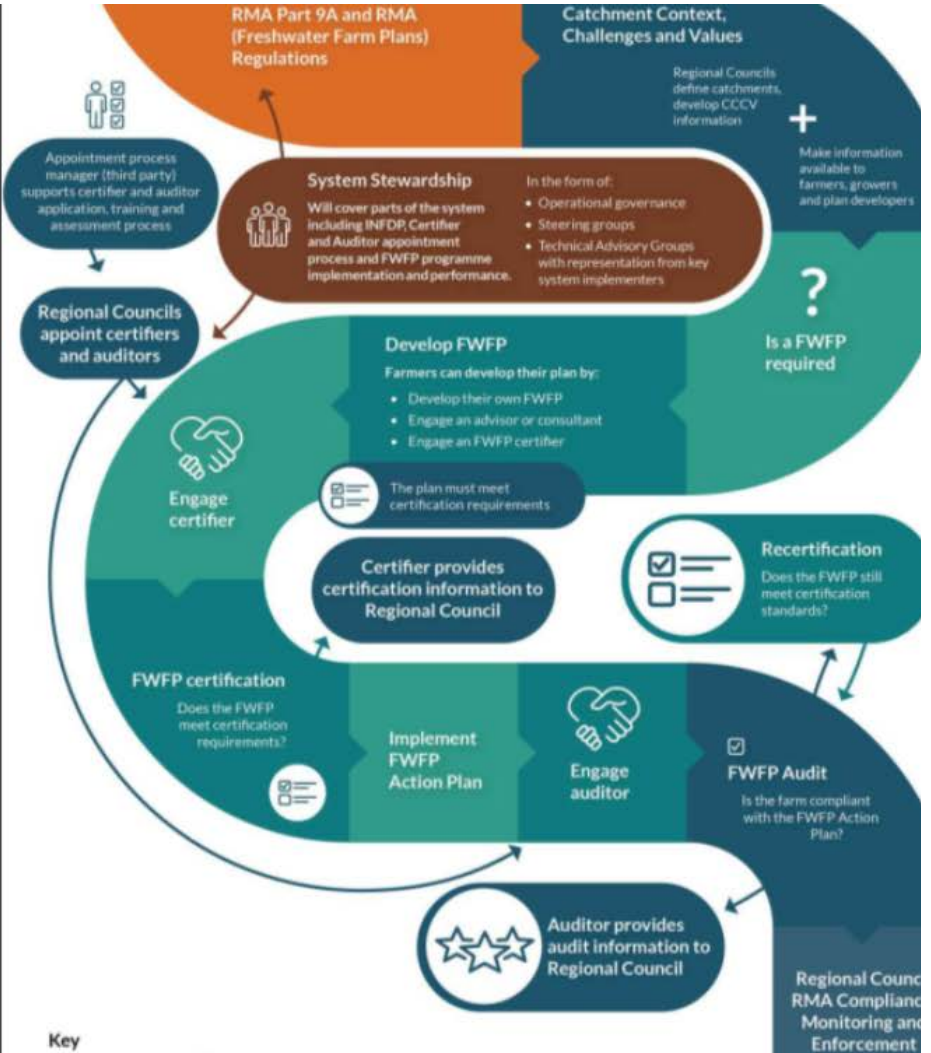 RMA Part 9A and RMA
(Freshwater Farm Plans)
Regulations
Catchment Context,
Challenges and Values
Regional Councils
define catchments,
develop CCCV
information
+
Make information
available to
farmers, growers
and plan developers
Appointment process
manager (third party)
supports certifier and auditor
application, training and
assessment process
System Stewardship
Will cover parts of the system
including INFDP, Certifier
and Auditor appointment
process and FWFP programme
implementation and performance.
In the form of:
• Operational governance
• Steering groups
• Technical Advisory Groups
with representation from key
system implementers
Regional Councils
appoint certifiers
and auditors
?
Is a FWFP
required
Develop FWFP
Farmers can develop their plan by:
• Develop their own FWFP
• Engage an advisor or consultant
• Engage an FWFP certifier
The plan must meet
certification requirements
Engage
certifier
Certifier provides
certification information to
Regional Council
Recertification
Does the FWFP still
meet certification
standards?
FWFP certification
Does the FWFP
meet certification
requirements?
Implement
FWFP
Action Plan
Engage
auditor
FWFP Audit
Is the farm compliant
with the FWFP Action
Plan?
Auditor provides
audit information to
Regional Council
Regional Counc
RMA Complianc
Monitoring and
Enforcement
Key